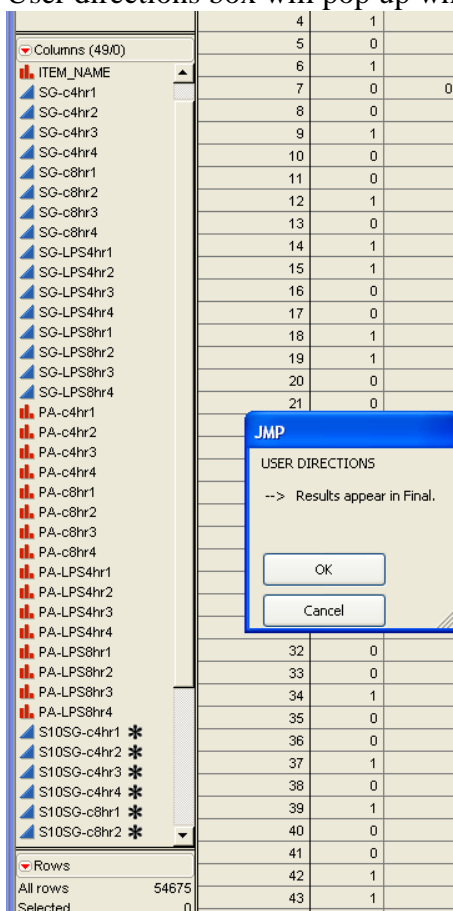 User directions box will pop up wi
Columns (49/0)
ITEM_NAME
SG-c4hr1
SG-c4hr2
SG-c4hr3
SG-c4hr4
SG-c8hr1
SG-c8hr2
SG-c8hr3
SG-c8hr4
SG-LPS4hr1
SG-LPS4hr2
SG-LPS4hr3
SG-LPS4hr4
SG-LPS8hr1
SG-LPS8hr2
SG-LPS8hr3
SG-LPS8hr4
PA-c4hr1
PA-c4hr2
PA-c4hr3
PA-c4hr4
PA-c8hr1
PA-c8hr2
PA-c8hr3
PA-c8hr4
PA-LPS4hr1
PA-LPS4hr2
PA-LPS4hr3
PA-LPS4hr4
PA-LPS8hr1
PA-LPS8hr2
PA-LPS8hr3
PA-LPS8hr4
S10SG-c4hr1 *
S10SG-c4hr2 *
S10SG-c4hr3 *
S10SG-c4hr4 *
S10SG-c8hr1 *
S10SG-c8hr2 *
Rows
All rows 54675
Selected 0
4 1
5 0
6 1
7 0 0
8 0
9 1
10 0
11 0
12 1
13 0
14 1
15 1
16 0
17 0
18 1
19 1
20 0
21 0
JMP
USER DIRECTIONS
--> Results appear in Final.
OK
Cancel
32 0
33 0
34 1
35 0
36 0
37 1
38 0
39 1
40 0
41 0
42 1
43 1